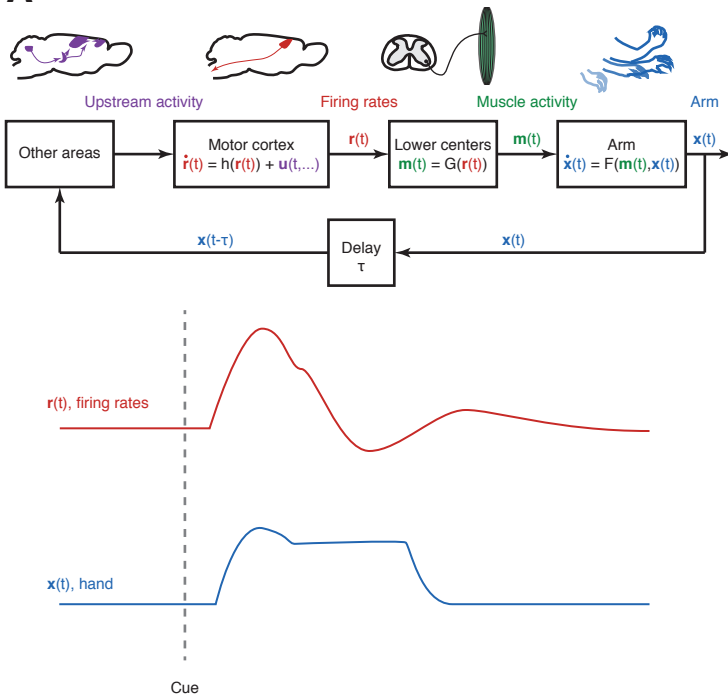 Upstream activity
Firing rates
Muscle activity
Arm
Other areas
Motor cortex
ṙ(t) = h(r(t)) + u(t,...)
r(t)
Lower centers
m(t) = G(r(t))
m(t)
Arm
ẋ(t) = F(m(t),x(t))
x(t)
x(t-τ)
Delay
τ
x(t)
r(t), firing rates
x(t), hand
Cue